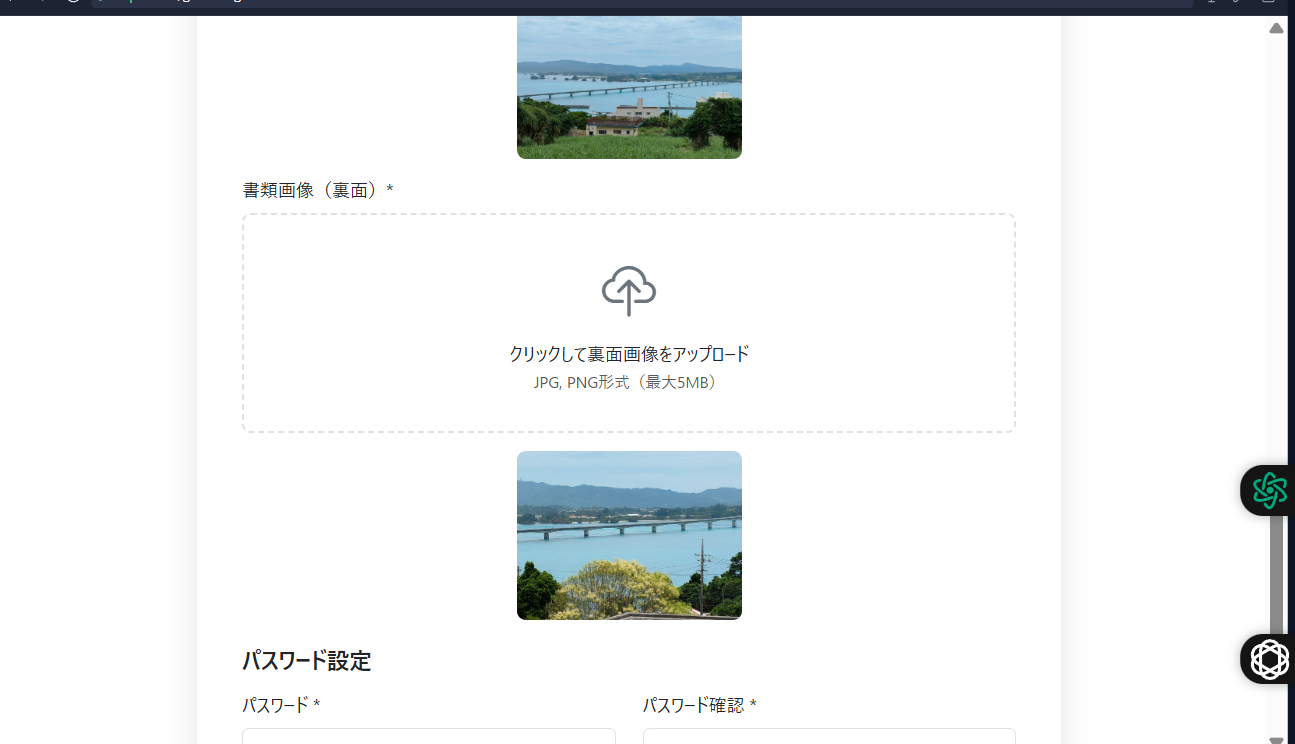 書類画像（裏面）*
クリックして裏面画像をアップロード
JPG, PNG形式（最大5MB）
パスワード設定
パスワード *
パスワード確認 *